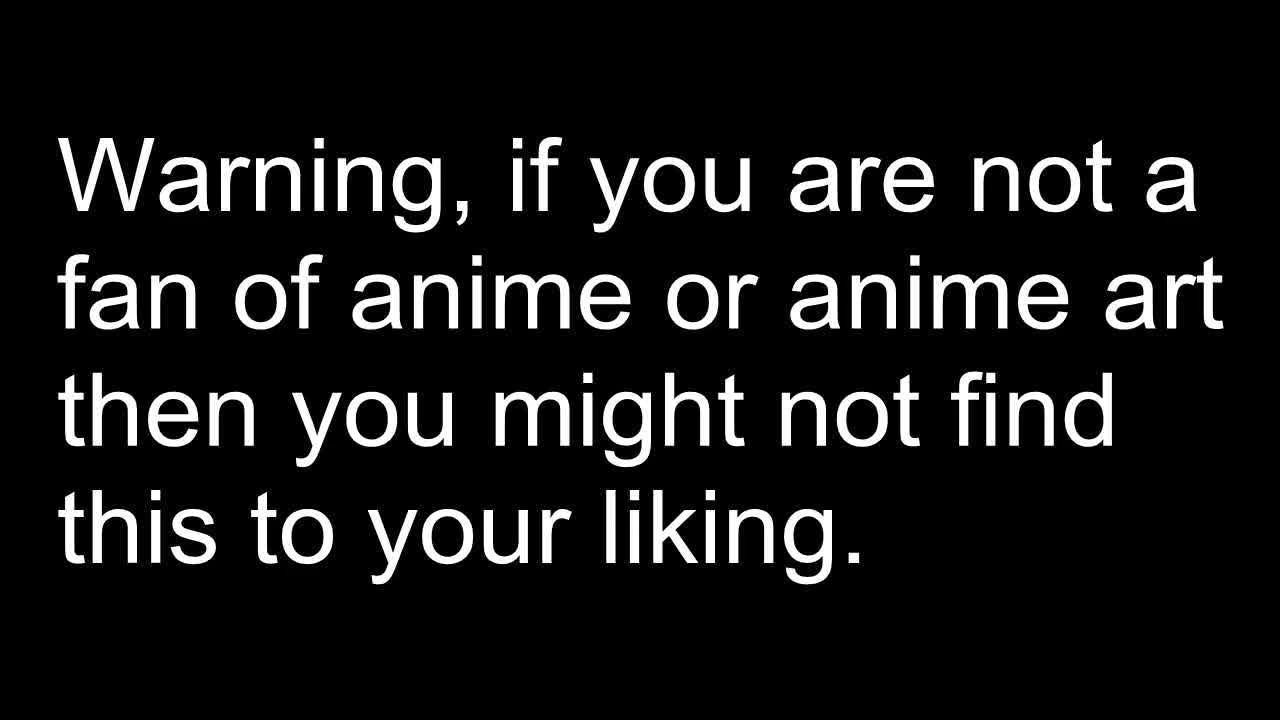 Warning, if you are not a
fan of anime or anime art
then you might not find
this to your liking.